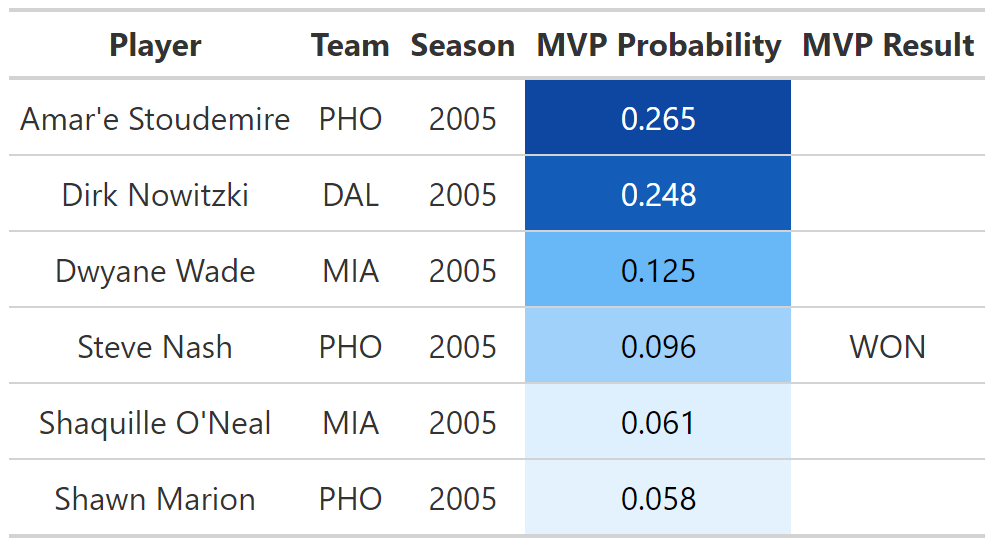 Player Team Season MVP Probability MVP Result
Amar'e Stoudemire PHO 2005 0.265
Dirk Nowitzki DAL 2005 0.248
Dwyane Wade MIA 2005 0.125
Steve Nash PHO 2005 0.096 WON
Shaquille O'Neal MIA 2005 0.061
Shawn Marion PHO 2005 0.058